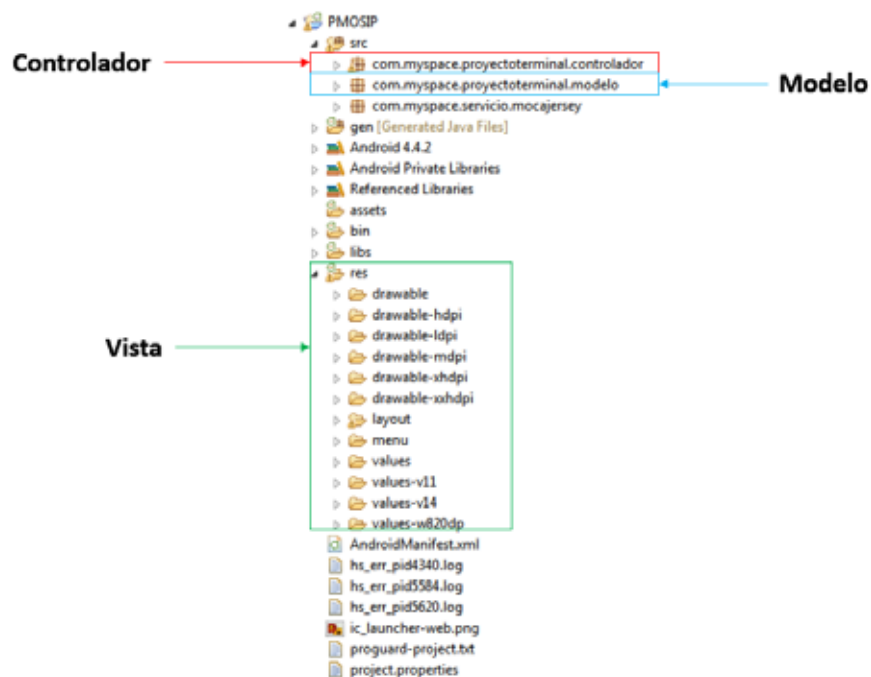 PMOSIP
src
Controlador
com.myspace.proyectoterminal.controlador
com.myspace.proyectoterminal.modelo
Modelo
com.myspace.servicio.mocajersey
gen [Generated Java Files]
Android 4.4.2
Android Private Libraries
Referenced Libraries
assets
bin
libs
res
drawable
drawable-hdpi
drawable-ldpi
Vista
drawable-mdpi
drawable-xhdpi
drawable-xxhdpi
layout
menu
values
values-v11
values-v14
values-w820dp
AndroidManifest.xml
hs_err_pid4340.log
hs_err_pid5584.log
hs_err_pid5620.log
ic_launcher-web.png
proguard-project.txt
project.properties